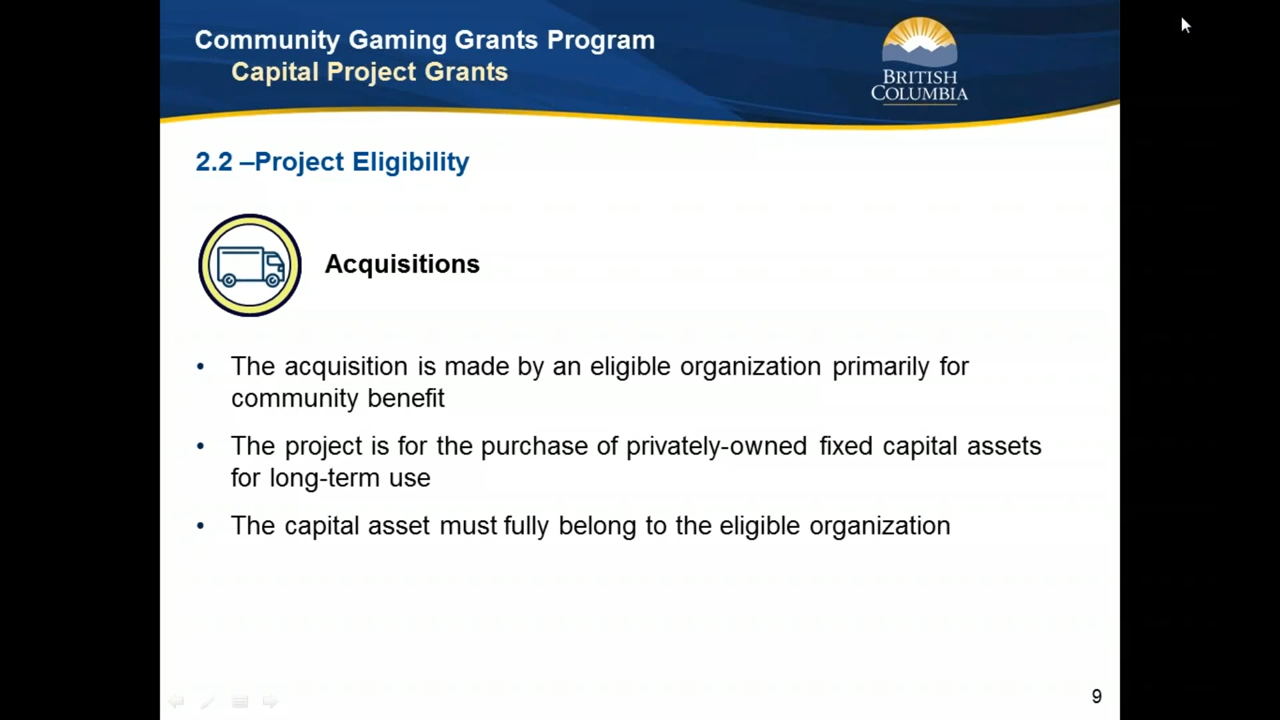 Community Gaming Grants Program
Capital Project Grants
BRITISH
COLUMBIA
2.2 –Project Eligibility
Acquisitions
• The acquisition is made by an eligible organization primarily for
community benefit
• The project is for the purchase of privately-owned fixed capital assets
for long-term use
• The capital asset must fully belong to the eligible organization
9